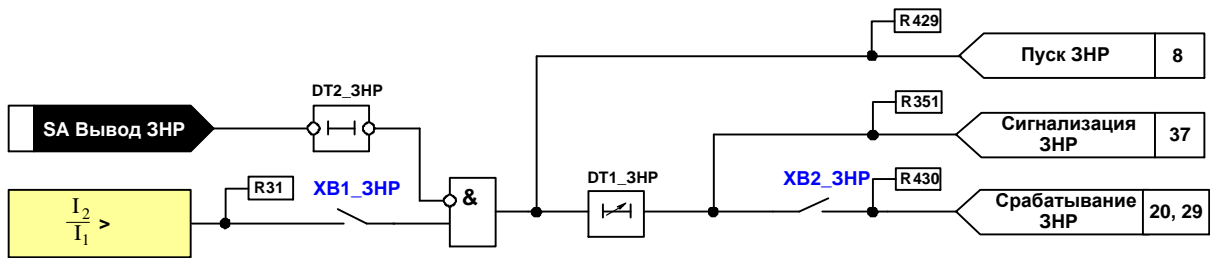 R429
Пуск ЗНР 8
DT2_ЗНР
R351
SA Вывод ЗНР
Сигнализация
ЗНР
37
R31
XB1_ЗНР
DT1_ЗНР
XB2_ЗНР
R430
I2
I1
>
&
Срабатывание
ЗНР
20, 29